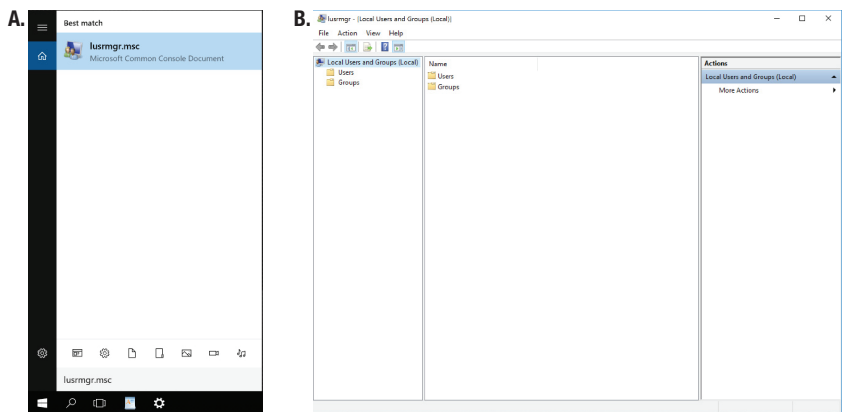 A.
Best match
lusrmgr.msc
Microsoft Common Console Document
lusrmgr.msc
B.
lusrmgr - [Local Users and Groups (Local)]
File Action View Help
Local Users and Groups (Local)
Users
Groups
Name
Users
Groups
Actions
Local Users and Groups (Local)
More Actions